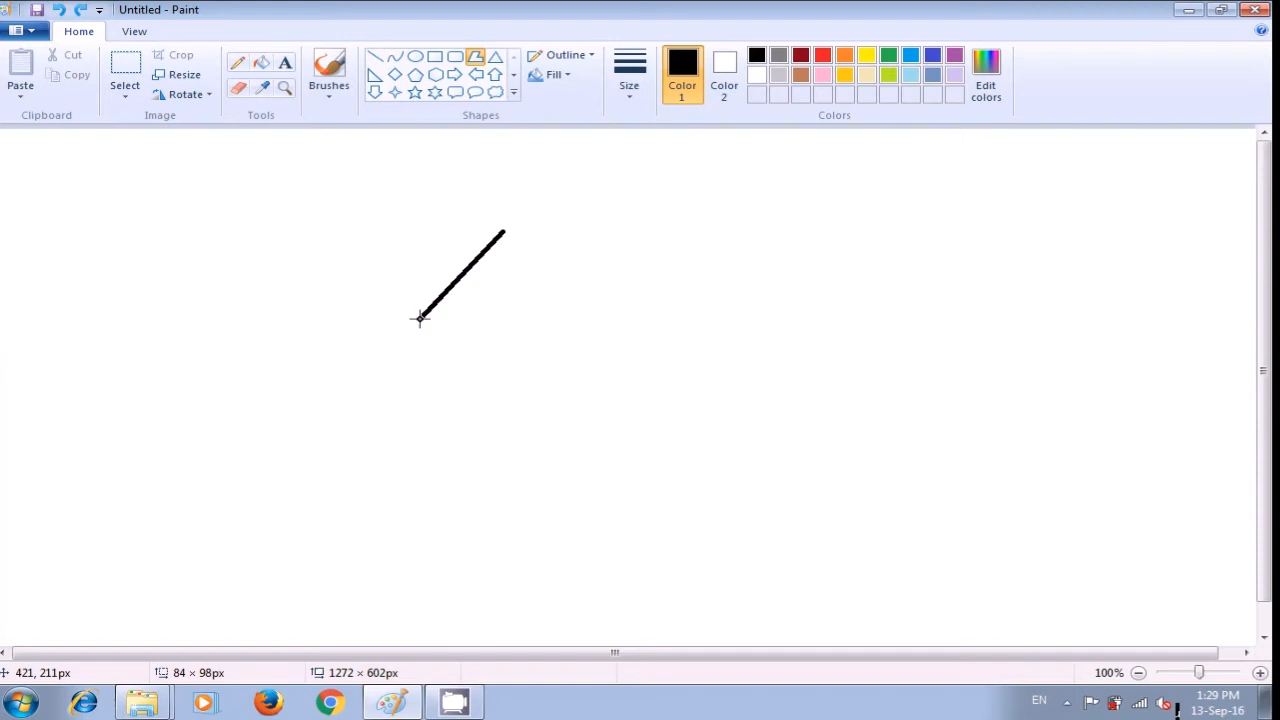 Untitled - Paint
Home View
Paste
Cut
Copy
Clipboard
Select
Crop
Resize
Rotate
Image
A
Tools
Brushes
Outline
Fill
Shapes
Size
Color 1
Color 2
Edit colors
Colors
421, 211px
84 × 98px
1272 × 602px
100%
EN
1:29 PM
13-Sep-16